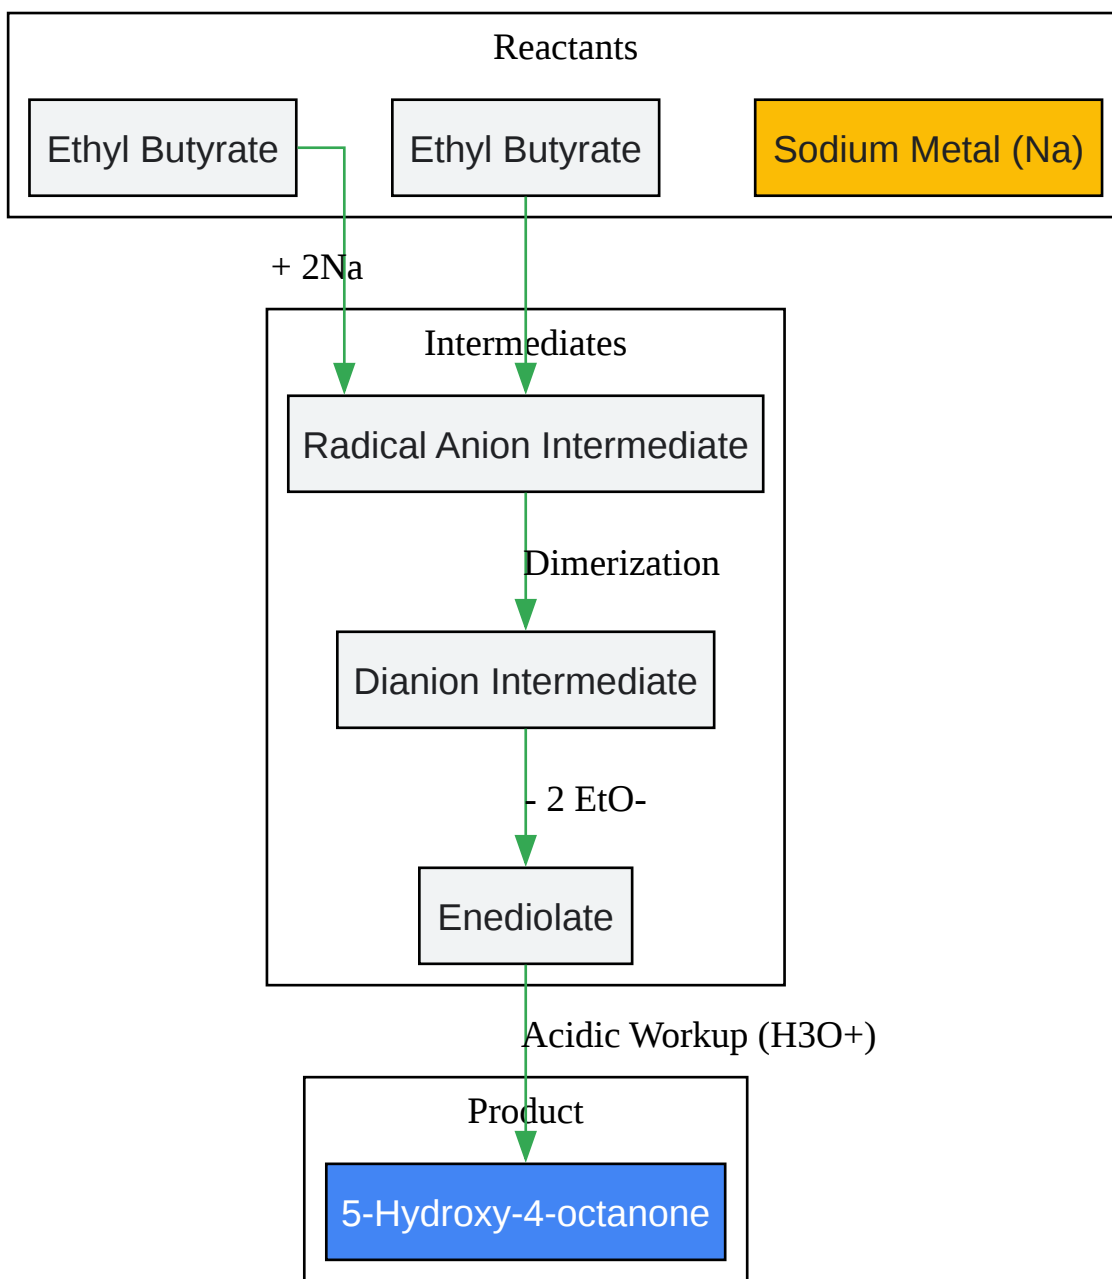 Reactants
Ethyl Butyrate
Ethyl Butyrate
Sodium Metal (Na)
+ 2Na
Intermediates
Radical Anion Intermediate
Dimerization
Dianion Intermediate
- 2 EtO-
Enediolate
Acidic Workup (H3O+)
Product
5-Hydroxy-4-octanone